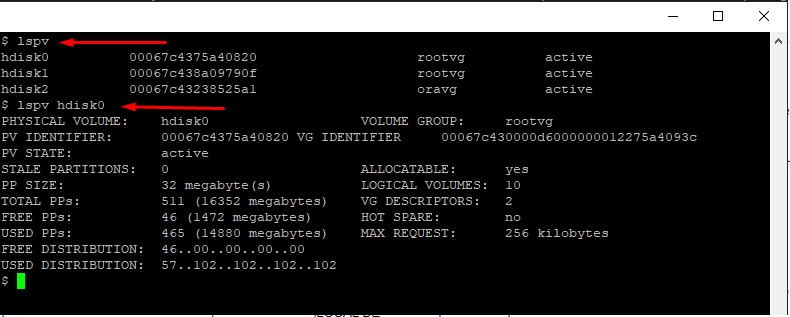 $ lspv
hdisk0 00067c4375a40820 rootvg active
hdisk1 00067c438a09790f rootvg active
hdisk2 00067c43238525a1 oravg active
$ lspv hdisk0
PHYSICAL VOLUME: hdisk0 VOLUME GROUP: rootvg
PV IDENTIFIER: 00067c4375a40820 VG IDENTIFIER 00067c430000d6000000012275a4093c
PV STATE: active
STALE PARTITIONS: 0 ALLOCATABLE: yes
PP SIZE: 32 megabyte(s) LOGICAL VOLUMES: 10
TOTAL PPs: 511 (16352 megabytes) VG DESCRIPTORS: 2
FREE PPs: 46 (1472 megabytes) HOT SPARE: no
USED PPs: 465 (14880 megabytes) MAX REQUEST: 256 kilobytes
FREE DISTRIBUTION: 46..00..00..00..00
USED DISTRIBUTION: 57..102..102..102..102
$